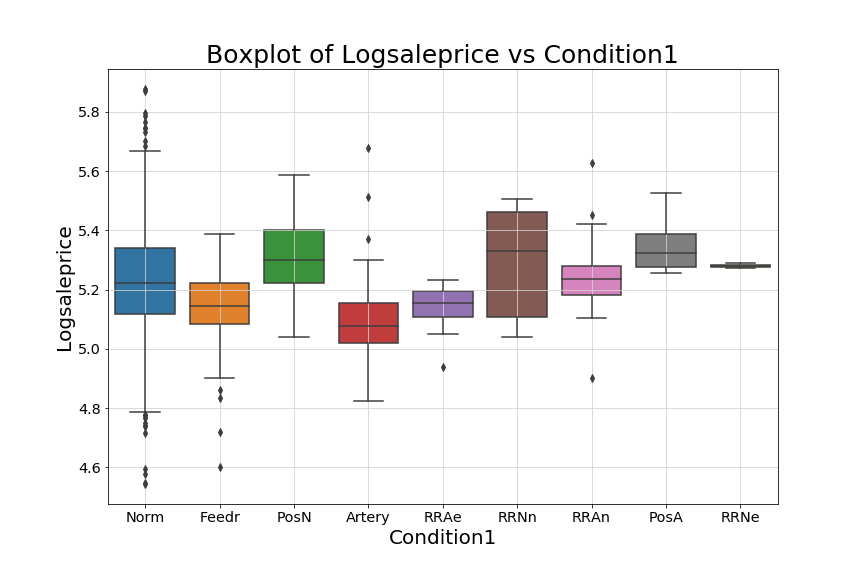 Boxplot of Logsaleprice vs Condition1
Logsaleprice
5.8
5.6
5.4
5.2
5.0
4.8
4.6
Norm Feedr PosN Artery RRAe RRNn RRAn PosA RRNe
Condition1